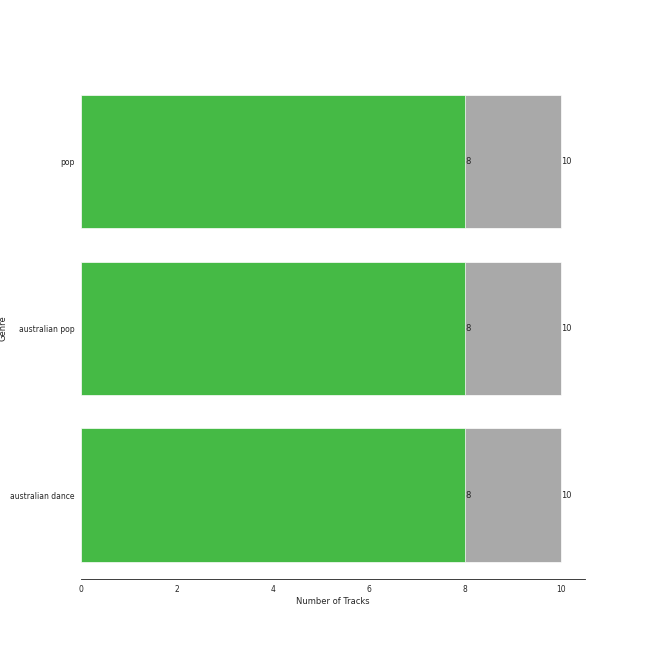 pop
8
10
australian pop
8
10
Genre
australian dance
8
10
0 2 4 6 8 10
Number of Tracks